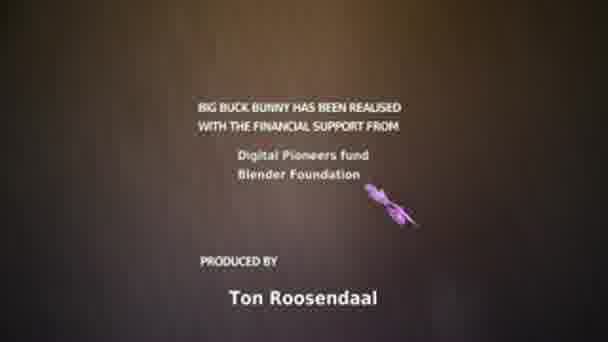 BIG BUCK BUNNY HAS BEEN REALISED
WITH THE FINANCIAL SUPPORT FROM
Digital Pioneers fund
Blender Foundation
PRODUCED BY
Ton Roosendaal